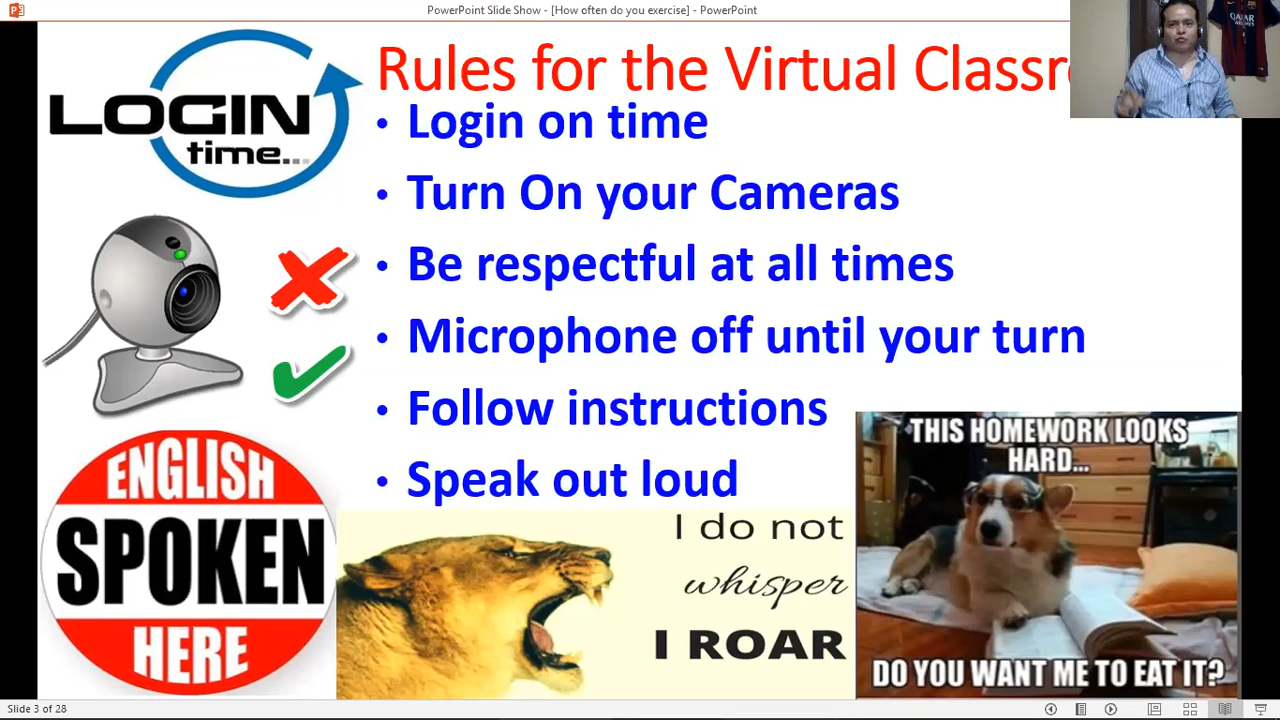 PowerPoint Slide Show - [How often do you exercise] - PowerPoint
Rules for the Virtual
LOGIN
time...
• Login on time
• Turn On your Cameras
• Be respectful at all times
• Microphone off until your turn
• Follow instructions
• Speak out loud
ENGLISH
SPOKEN
HERE
I do not
whisper
I ROAR
THIS HOMEWORK LOOKS
HARD...
DO YOU WANT ME TO EAT IT?
QATAR
AIRWAYS
Slide 3 of 28